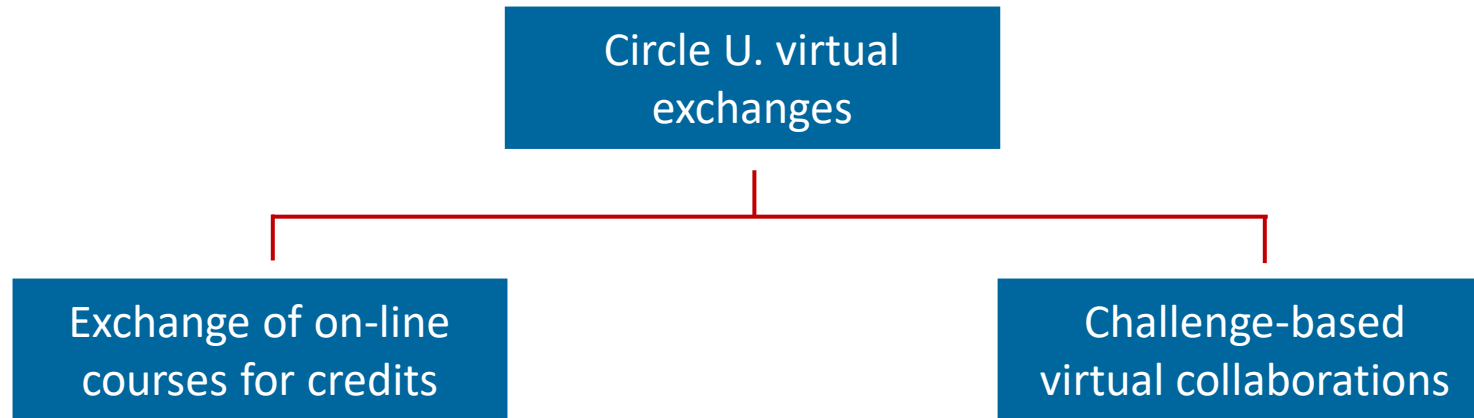 Circle U. virtual
exchanges
Exchange of on-line
courses for credits
Challenge-based
virtual collaborations